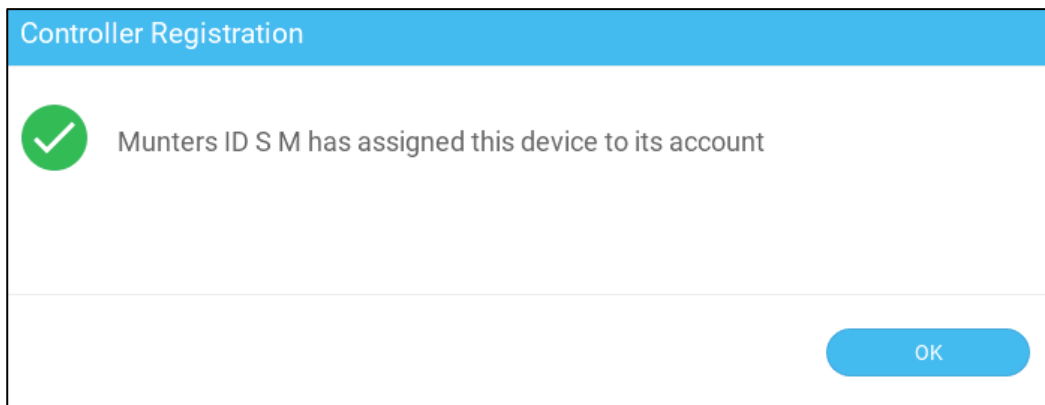 Controller Registration
Munters ID S M has assigned this device to its account
OK